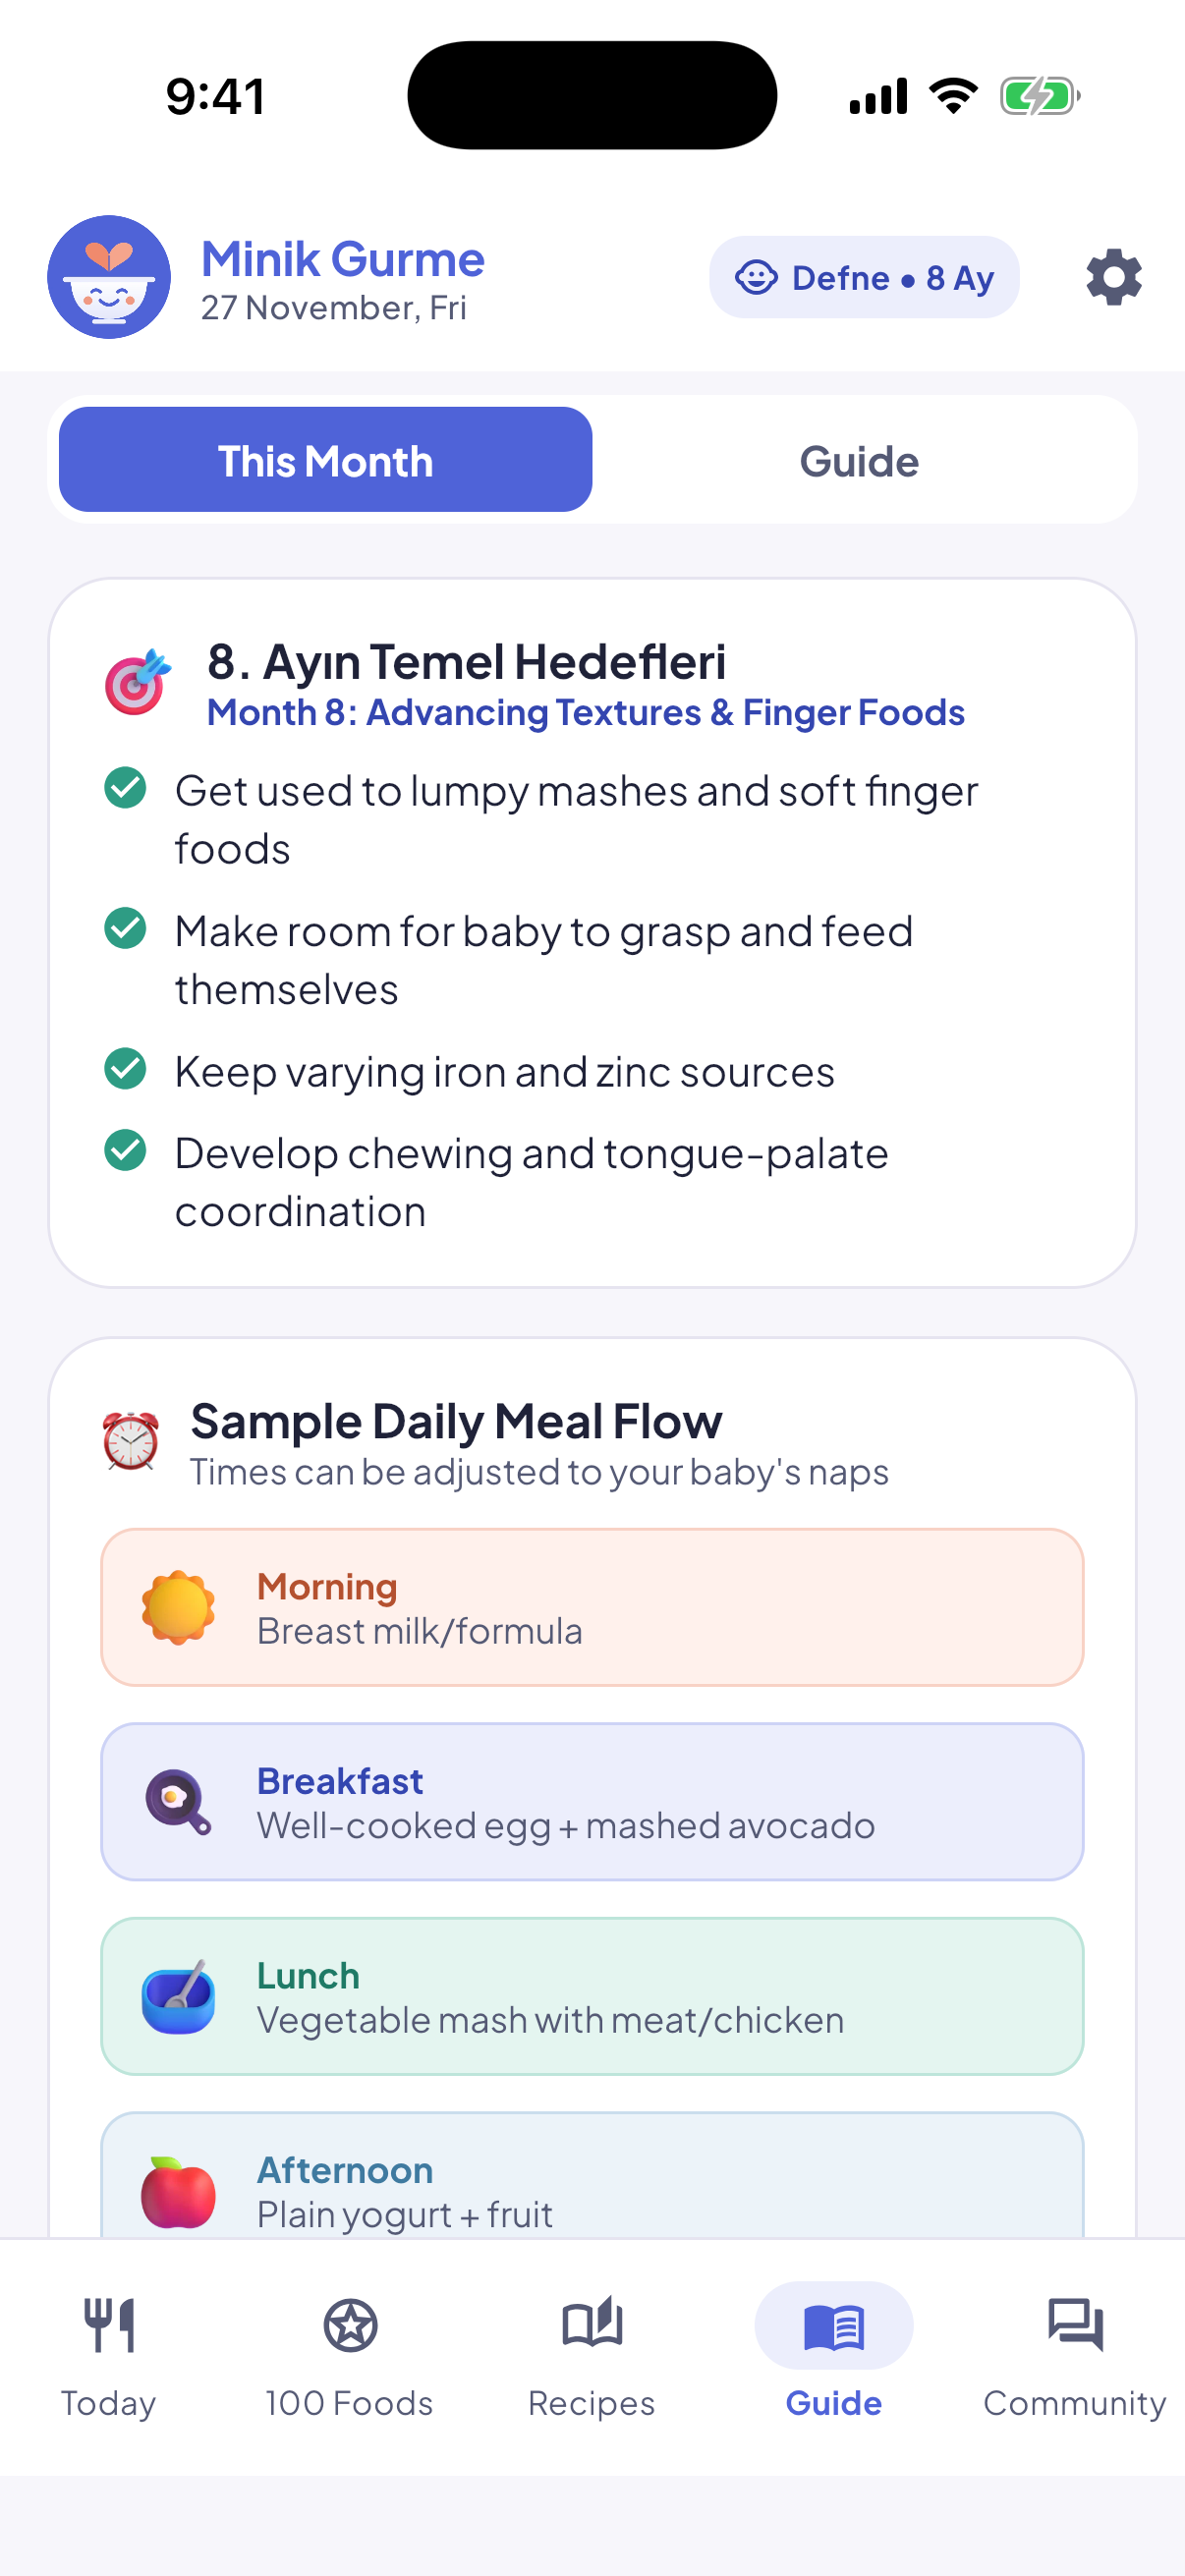 9:41
Minik Gurme
27 November, Fri
Defne • 8 Ay
This Month
Guide
8. Ayın Temel Hedefleri
Month 8: Advancing Textures & Finger Foods
Get used to lumpy mashes and soft finger
foods
Make room for baby to grasp and feed
themselves
Keep varying iron and zinc sources
Develop chewing and tongue-palate
coordination
Sample Daily Meal Flow
Times can be adjusted to your baby's naps
Morning
Breast milk/formula
Breakfast
Well-cooked egg + mashed avocado
Lunch
Vegetable mash with meat/chicken
Afternoon
Plain yogurt + fruit
Today
100 Foods
Recipes
Guide
Community